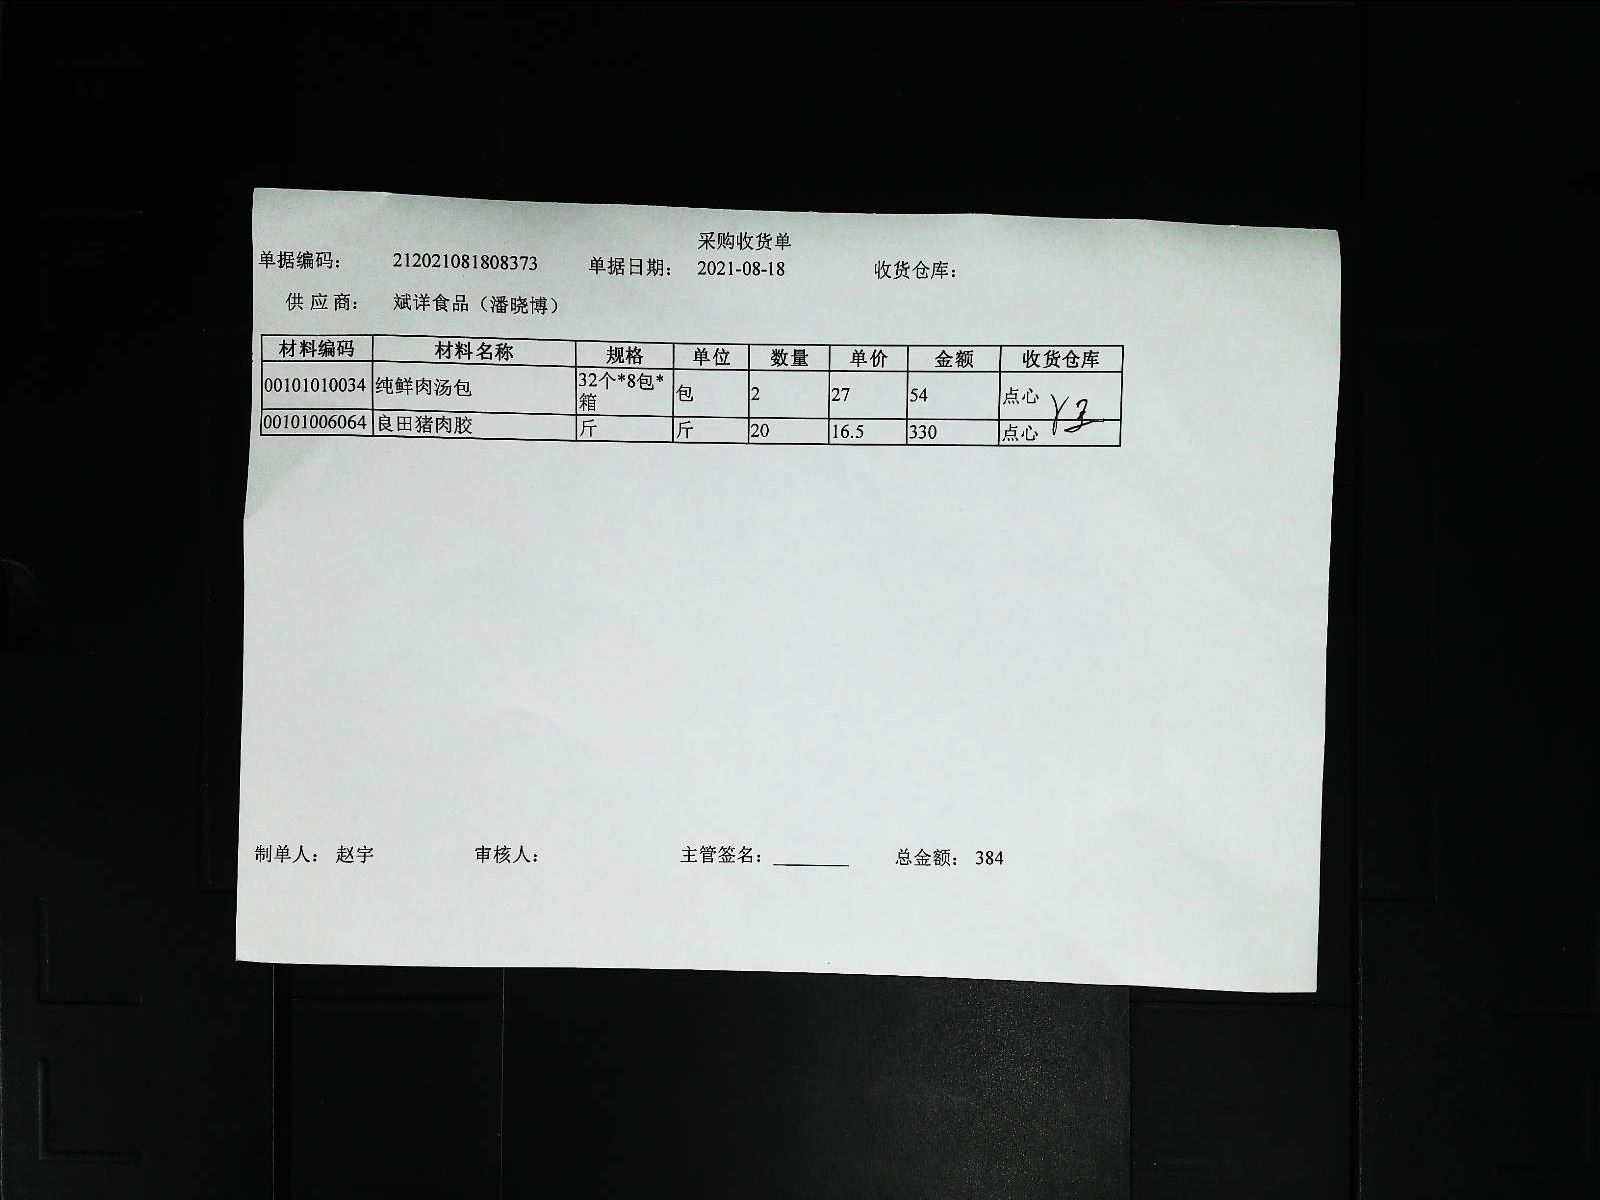 采购收货单
单据编码： 212021081808373 单据日期： 2021-08-18 收货仓库：
供应商： 斌详食品（潘晓博）
材料编码 材料名称 规格 单位 数量 单价 金额 收货仓库
00101010034 纯鲜肉汤包 32个*8包*箱 包 2 27 54 点心
00101006064 良田猪肉胶 斤 斤 20 16.5 330 点心
制单人： 赵宇 审核人： 主管签名： 总金额： 384